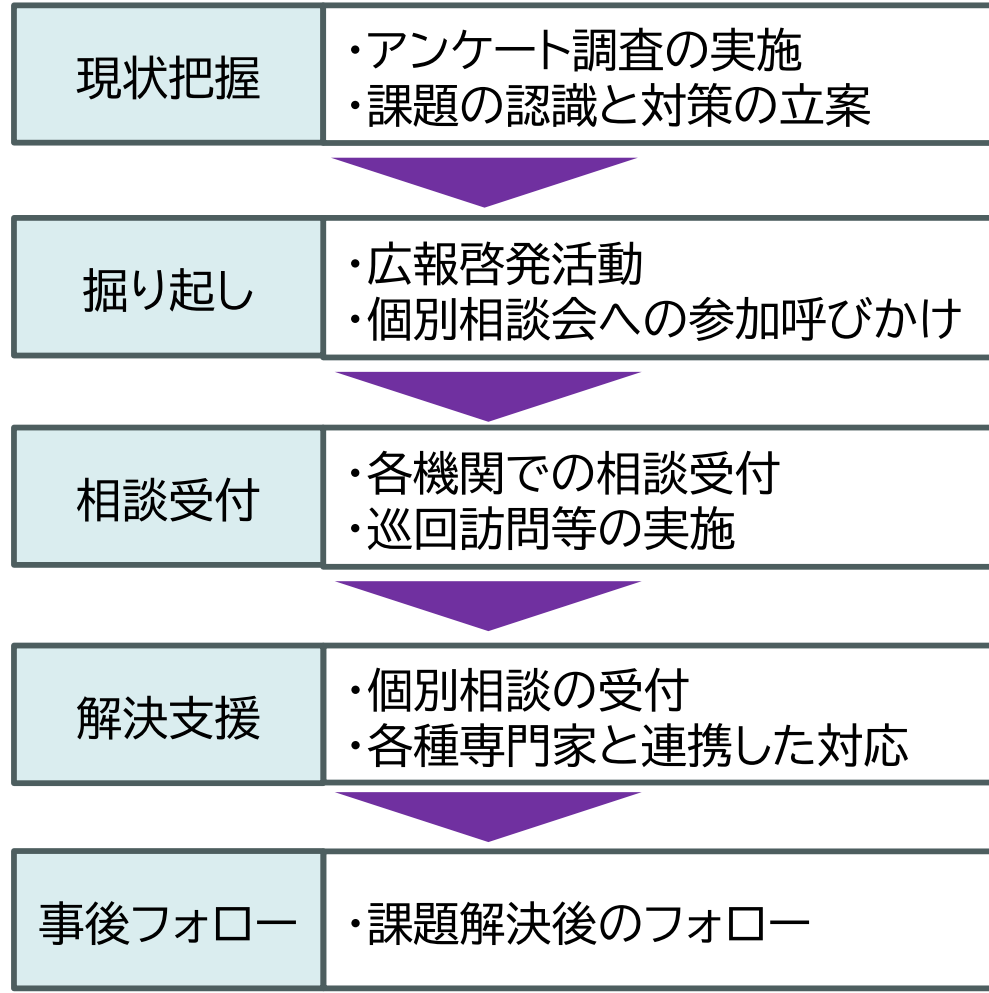 現状把握
・アンケート調査の実施
・課題の認識と対策の立案
掘り起し
・広報啓発活動
・個別相談会への参加呼びかけ
相談受付
・各機関での相談受付
・巡回訪問等の実施
解決支援
・個別相談の受付
・各種専門家と連携した対応
事後フォロー
・課題解決後のフォロー